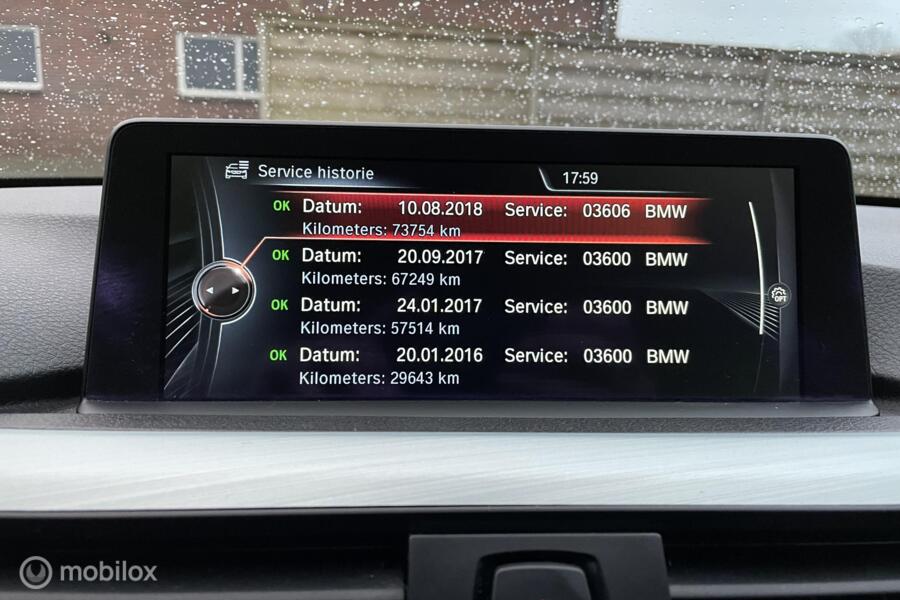 Service historie
17:59
OK Datum: 10.08.2018 Service: 03606 BMW
Kilometers: 73754 km
OK Datum: 20.09.2017 Service: 03600 BMW
Kilometers: 67249 km
OK Datum: 24.01.2017 Service: 03600 BMW
Kilometers: 57514 km
OK Datum: 20.01.2016 Service: 03600 BMW
Kilometers: 29643 km
OPT
mobilox